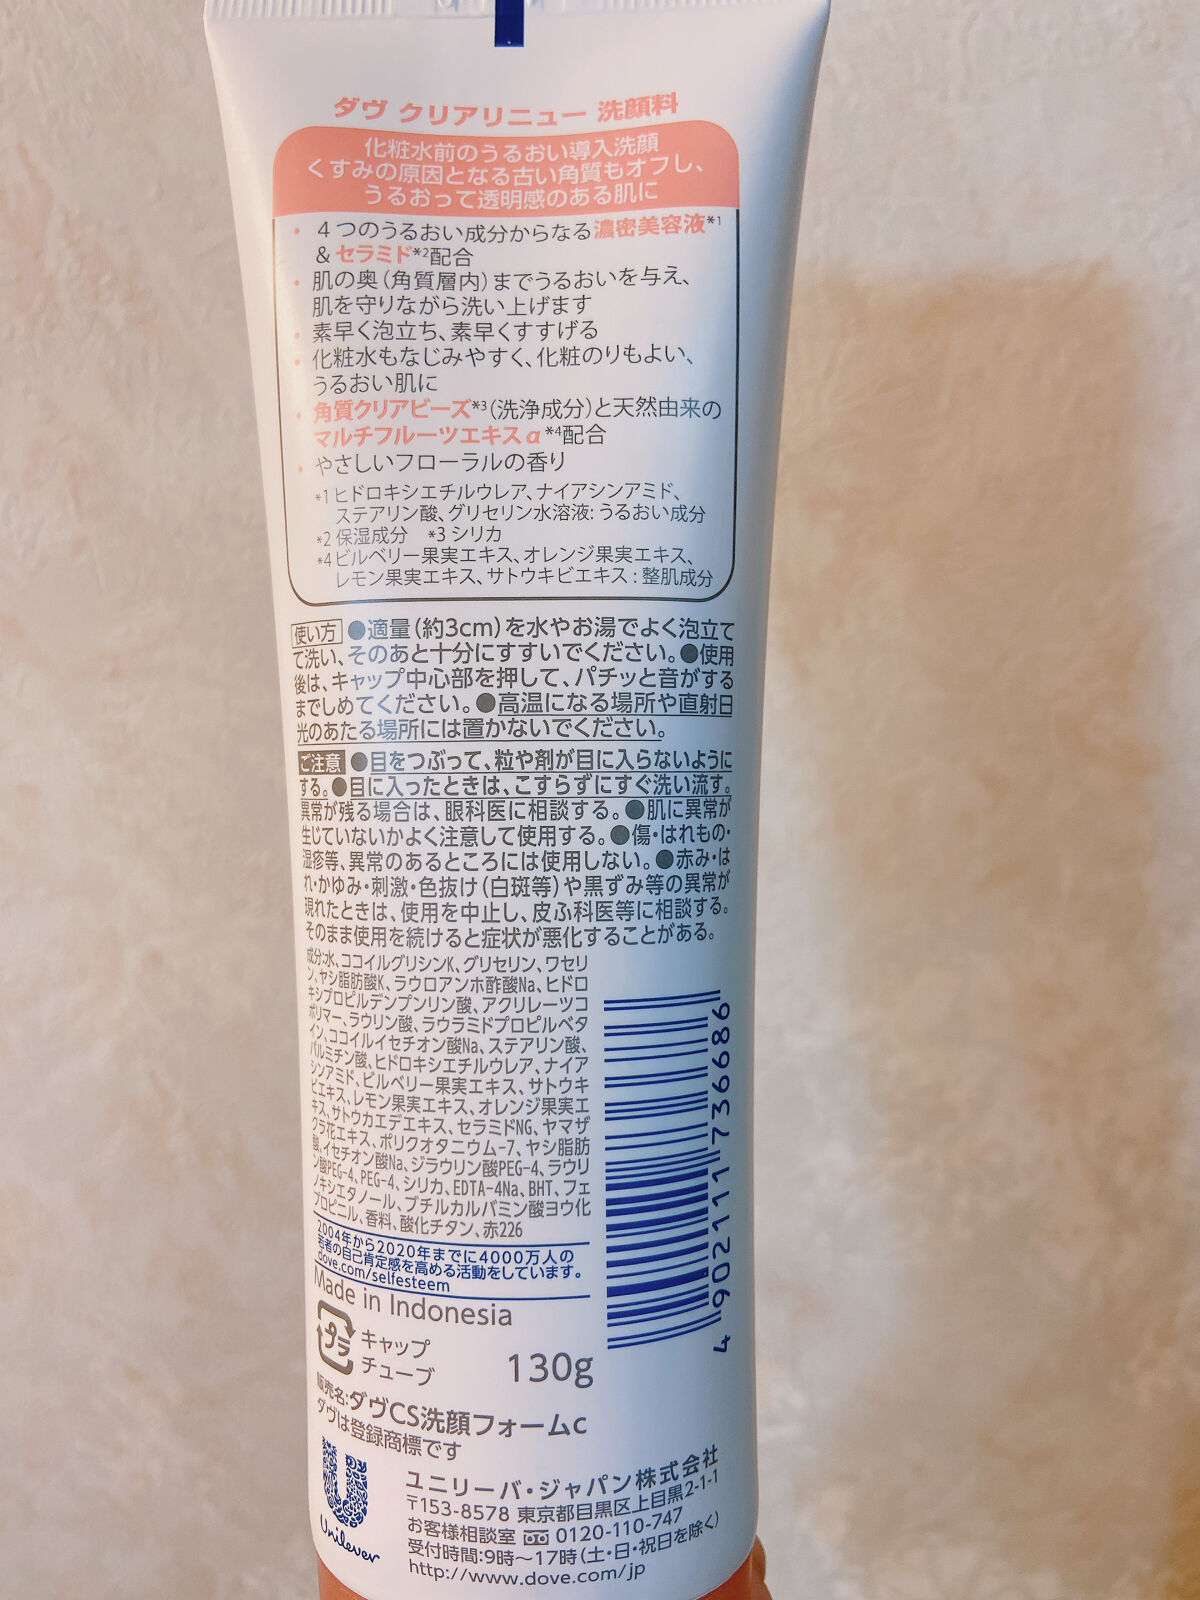 ダヴ クリアリニュー 洗顔料
化粧水前のうるおい導入洗顔
くすみの原因となる古い角質もオフし、
うるおって透明感のある肌に
・ 4つのうるおい成分からなる濃密美容液*1
& セラミド*2配合
・ 肌の奥(角質層内)までうるおいを与え、
肌を守りながら洗い上げます
・ 素早く泡立ち、素早くすすげる
・ 化粧水もなじみやすく、化粧のりもよい、
うるおい肌に
・ 角質クリアビーズ*3(洗浄成分)と天然由来の
マルチフルーツエキスα*4配合
・ やさしいフローラルの香り
*1 ヒドロキシエチルウレア、ナイアシンアミド、
ステアリン酸、グリセリン水溶液: うるおい成分
*2 保湿成分 *3 シリカ
*4 ビルベリー果実エキス、オレンジ果実エキス、
レモン果実エキス、サトウキビエキス : 整肌成分
使い方 ●適量(約3cm)を水やお湯でよく泡立て
て洗い、そのあと十分にすすいでください。●使用
後は、キャップ中心部を押して、パチッと音がする
までしめてください。●高温になる場所や直射日
光のあたる場所には置かないでください。
ご注意 ●目をつぶって、粒や剤が目に入らないように
する。●目に入ったときは、こすらずにすぐ洗い流す。
異常が残る場合は、眼科医に相談する。●肌に異常が
生じていないかよく注意して使用する。●傷・はれもの・
湿疹等、異常のあるところには使用しない。●赤み・は
れ・かゆみ・刺激・色抜け(白斑等)や黒ずみ等の異常が
現れたときは、使用を中止し、皮ふ科医等に相談する。
そのまま使用を続けると症状が悪化することがある。
成分:水、ココイルグリシンK、グリセリン、ワセリ
ン、ヤシ脂肪酸K、ラウロアンホ酢酸Na、ヒドロ
キシプロピルデンプンリン酸、アクリレーツコ
ポリマー、ラウリン酸、ラウラミドプロピルベタ
イン、ココイルイセチオン酸Na、ステアリン酸、
パルミチン酸、ヒドロキシエチルウレア、ナイア
シンアミド、ビルベリー果実エキス、サトウキ
ビエキス、レモン果実エキス、オレンジ果実エ
キス、サトウカエデエキス、セラミドNG、ヤマザ
クラ花エキス、ポリクオタニウム-7、ヤシ脂肪
酸、イセチオン酸Na、ジラウリン酸PEG-4、ラウリ
ン酸PEG-4、PEG-4、シリカ、EDTA-4Na、BHT、フェ
ノキシエタノール、ブチルカルバミン酸ヨウ化
プロピニル、香料、酸化チタン、赤226
4902111736686
2004年から2020年までに4000万人の
若者の自己肯定感を高める活動をしています。
dove.com/selfesteem
Made in Indonesia
プラ
キャップ
チューブ
130g
販売名:ダヴCS洗顔フォームc
ダヴは登録商標です
Unilever
ユニリーバ・ジャパン株式会社
〒153-8578 東京都目黒区上目黒2-1-1
お客様相談室 0120-110-747
受付時間:9時～17時(土・日・祝日を除く)
http://www.dove.com/jp